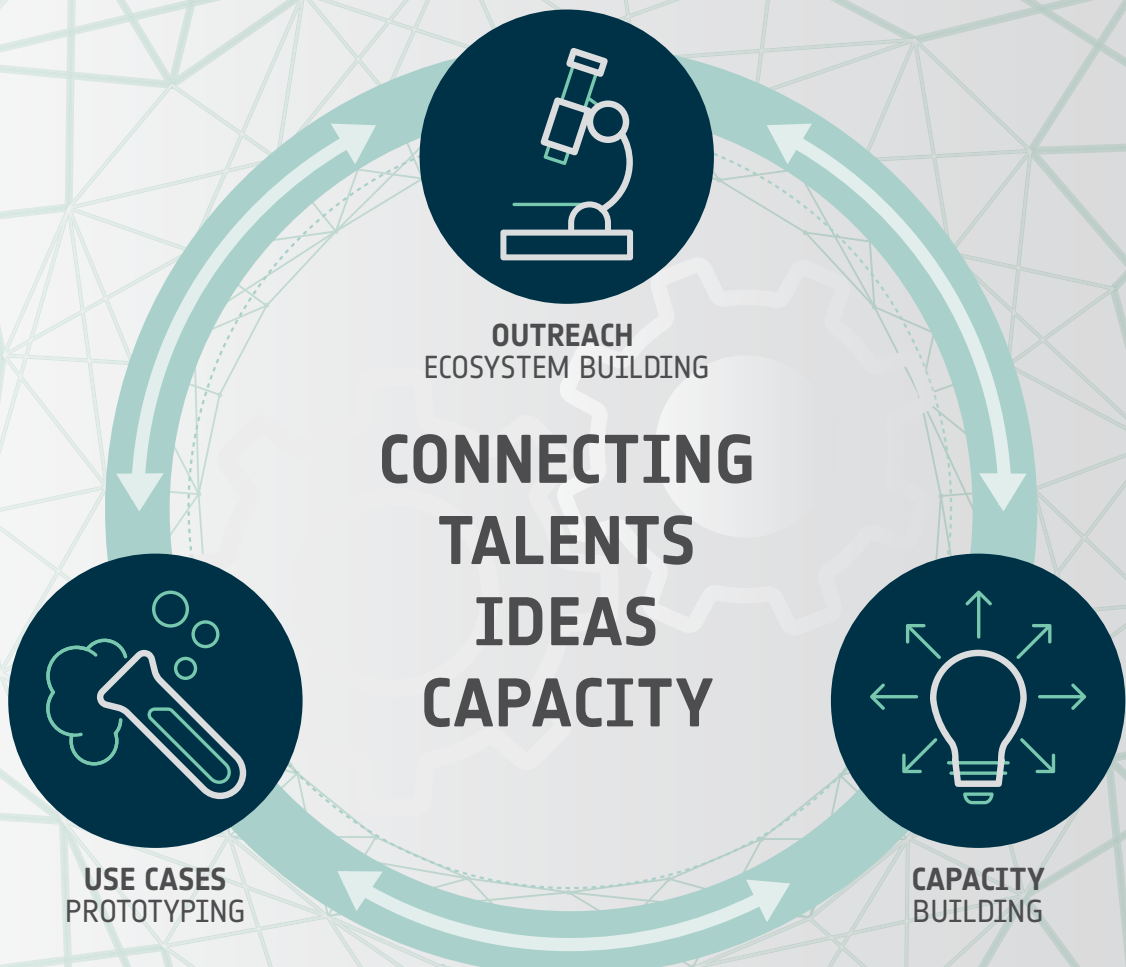 OUTREACH
ECOSYSTEM BUILDING
CONNECTING
TALENTS
IDEAS
CAPACITY
USE CASES
PROTOTYPING
CAPACITY
BUILDING